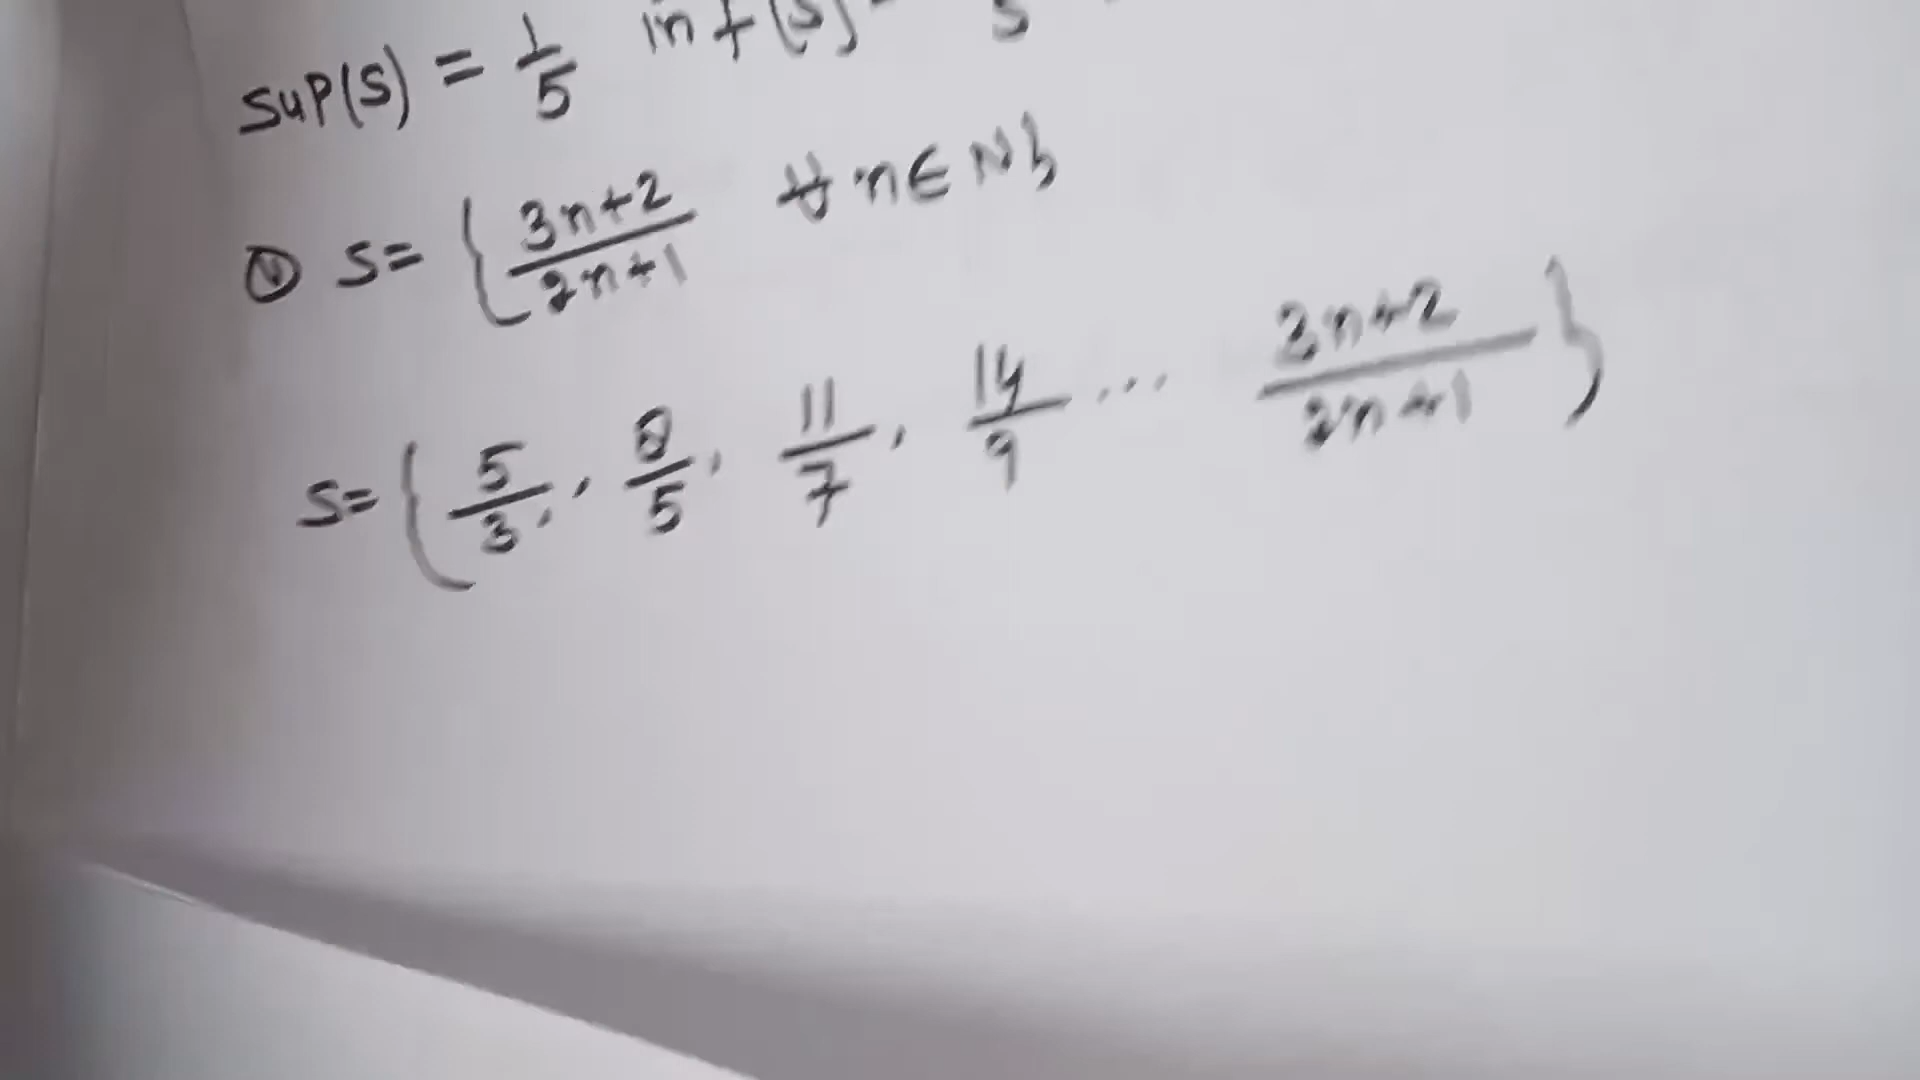 sup(S) = 1/5 inf(S) =
Ⓥ S = { 3n+2/2n+1 ∀ n ∈ N}
S = { 5/3, 8/5, 11/7, 14/9 ... 3n+2/2n+1 }